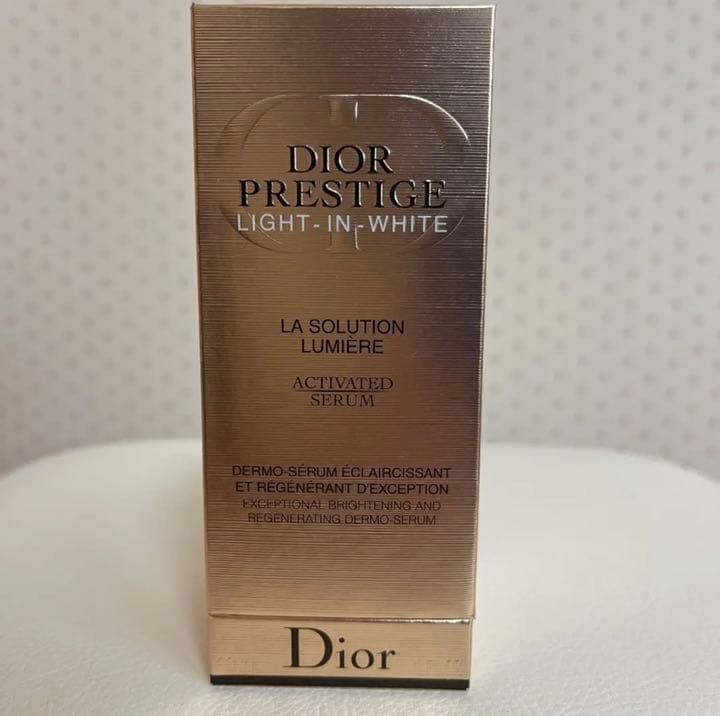 DIOR
PRESTIGE
LIGHT-IN-WHITE
LA SOLUTION
LUMIÈRE
ACTIVATED
SERUM
DERMO-SÉRUM ÉCLAIRCISSANT
ET RÉGÉNÉRANT D'EXCEPTION
EXCEPTIONAL BRIGHTENING AND
REGENERATING DERMO-SERUM
Dior